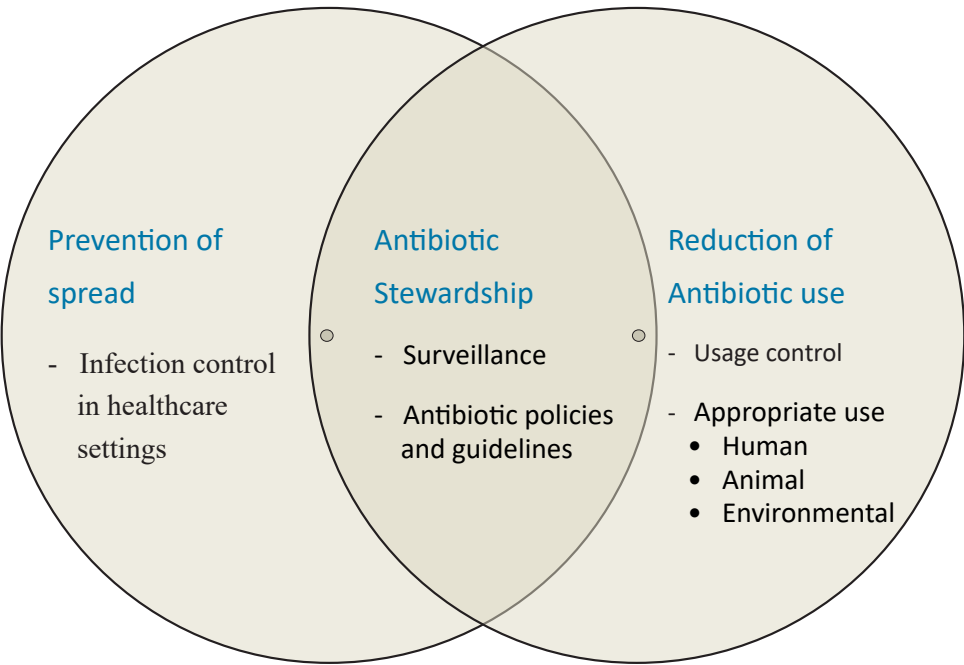 Prevention of
spread
- Infection control
in healthcare
settings
Antibiotic
Stewardship
- Surveillance
- Antibiotic policies
and guidelines
Reduction of
Antibiotic use
- Usage control
- Appropriate use
• Human
• Animal
• Environmental